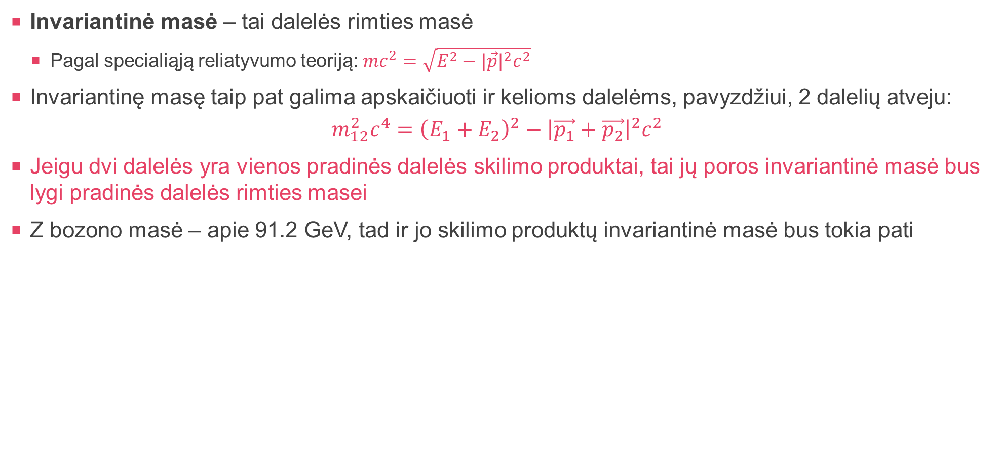 ▪ Invariantinė masė – tai dalelės rimties masė
▪ Pagal specialiąją reliatyvumo teoriją: $mc^2 = \sqrt{E^2 - |\vec{p}|^2c^2}$
▪ Invariantinę masę taip pat galima apskaičiuoti ir kelioms dalelėms, pavyzdžiui, 2 dalelių atveju:
$m_{12}^2c^4 = (E_1 + E_2)^2 - |\overrightarrow{p_1} + \overrightarrow{p_2}|^2c^2$
▪ Jeigu dvi dalelės yra vienos pradinės dalelės skilimo produktai, tai jų poros invariantinė masė bus
lygi pradinės dalelės rimties masei
▪ Z bozono masė – apie 91.2 GeV, tad ir jo skilimo produktų invariantinė masė bus tokia pati